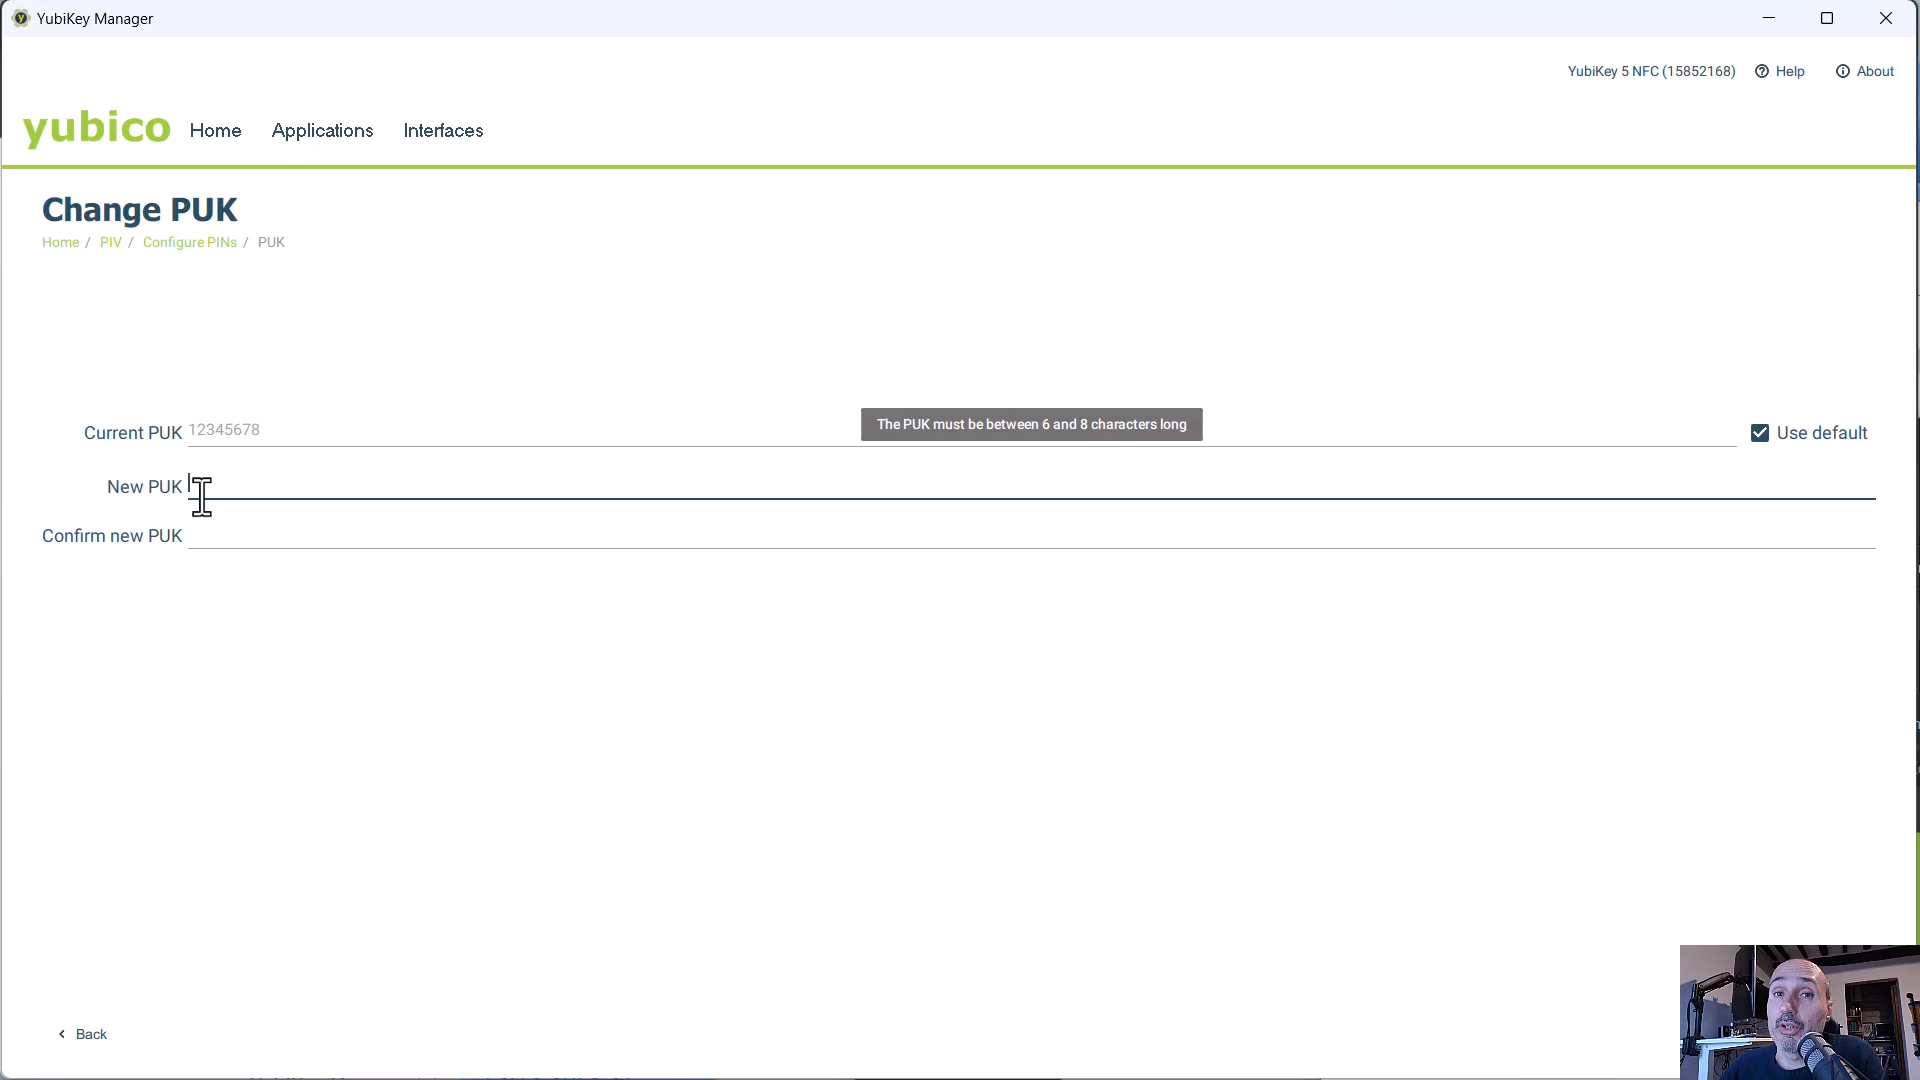 YubiKey Manager
YubiKey 5 NFC (15852168) Help About
yubico Home Applications Interfaces
Change PUK
Home / PIV / Configure PINs / PUK
The PUK must be between 6 and 8 characters long
Current PUK 12345678 Use default
New PUK
Confirm new PUK
Back